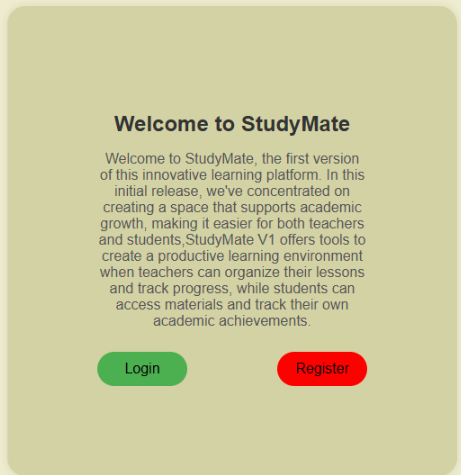 Welcome to StudyMate
Welcome to StudyMate, the first version
of this innovative learning platform. In this
initial release, we've concentrated on
creating a space that supports academic
growth, making it easier for both teachers
and students,StudyMate V1 offers tools to
create a productive learning environment
when teachers can organize their lessons
and track progress, while students can
access materials and track their own
academic achievements.
Login
Register